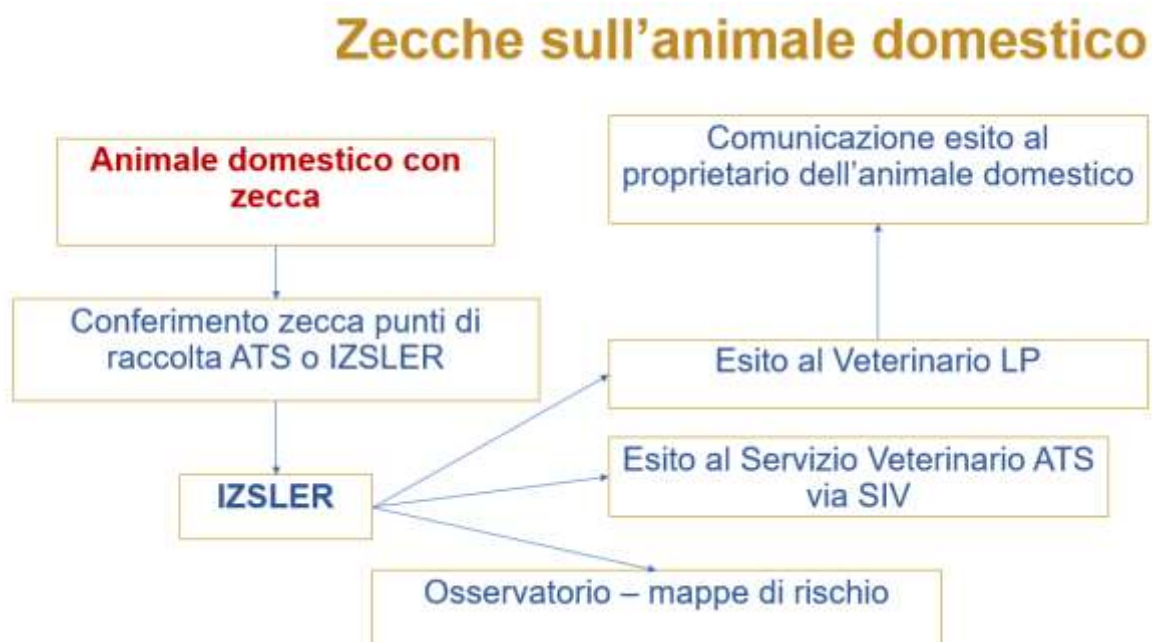 Zecche sull'animale domestico
Animale domestico con
zecca
Conferimento zecca punti di
raccolta ATS o IZSLER
IZSLER
Comunicazione esito al
proprietario dell'animale domestico
Esito al Veterinario LP
Esito al Servizio Veterinario ATS
via SIV
Osservatorio – mappe di rischio